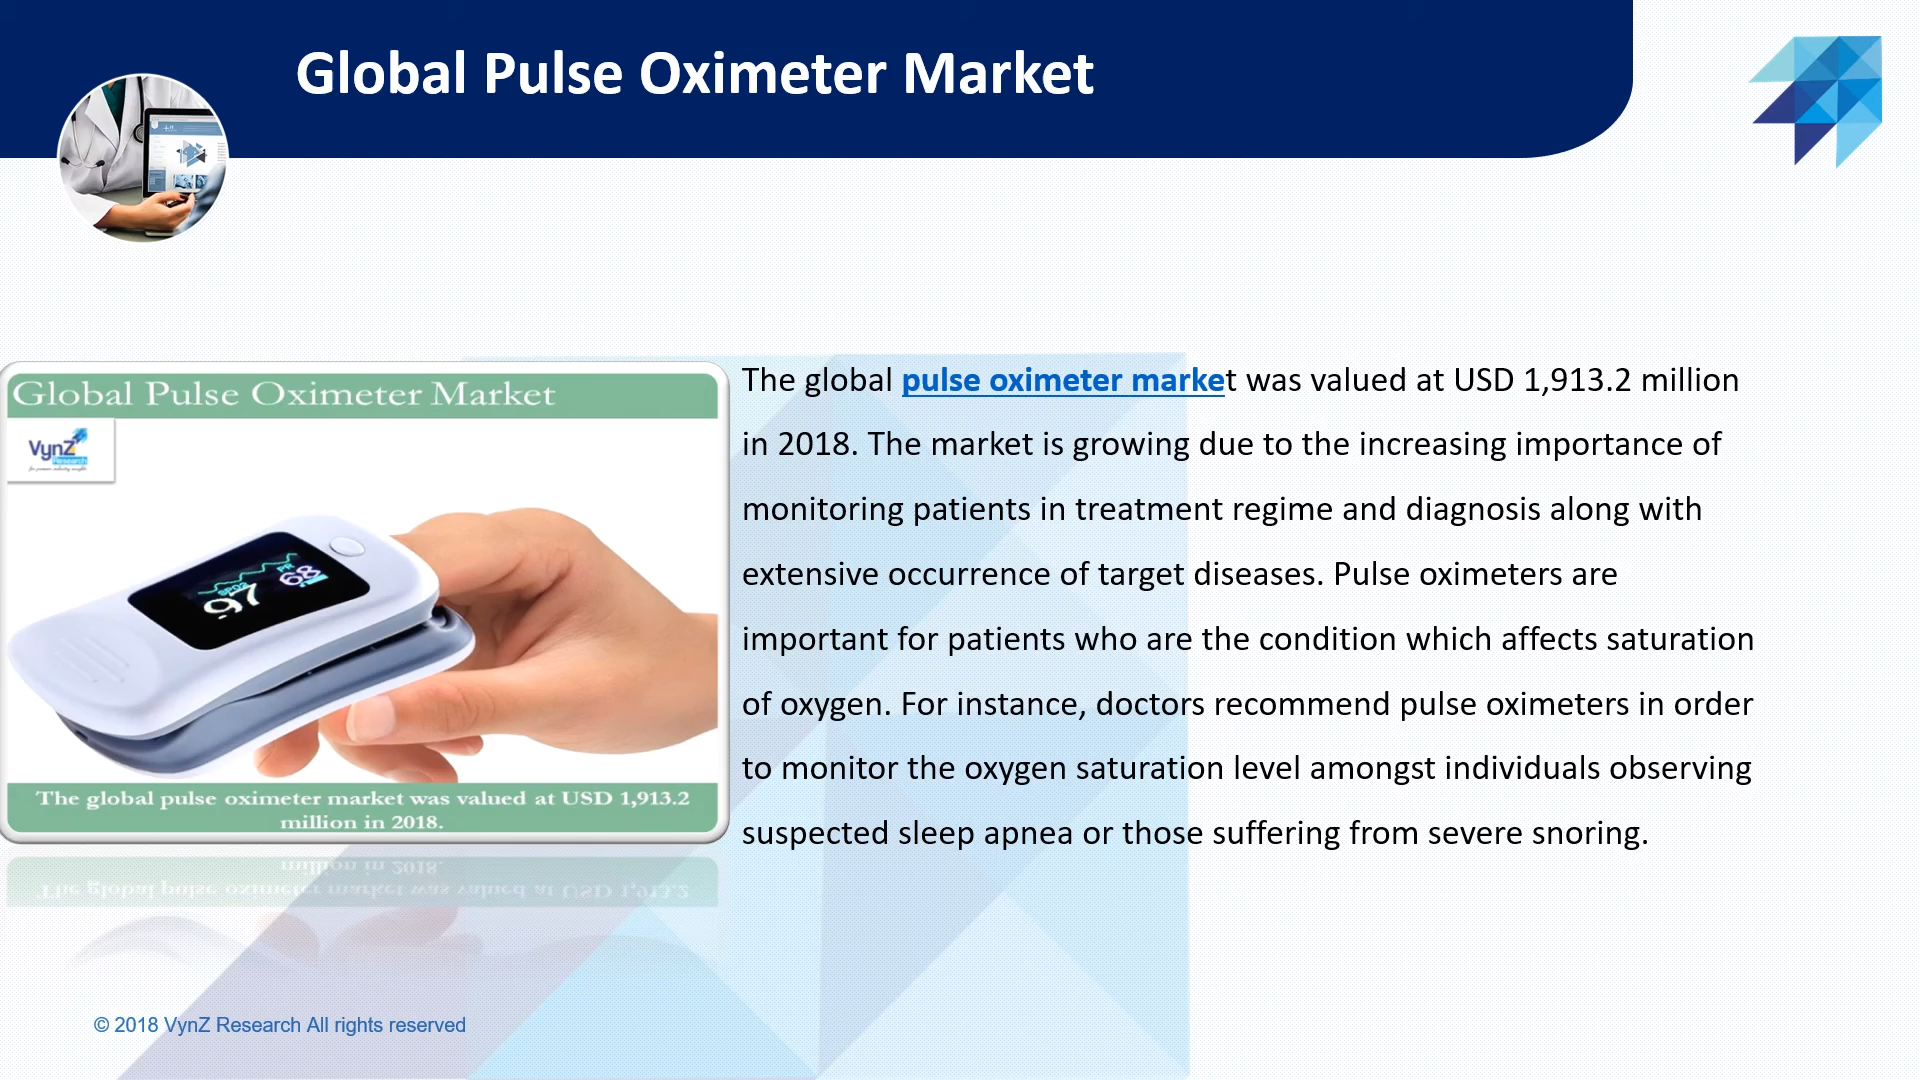 Global Pulse Oximeter Market
Global Pulse Oximeter Market
VynZ
Research
SPO2
97
PR
68
The global pulse oximeter market was valued at USD 1,913.2
million in 2018.
The global pulse oximeter market was valued at USD 1,913.2 million
in 2018. The market is growing due to the increasing importance of
monitoring patients in treatment regime and diagnosis along with
extensive occurrence of target diseases. Pulse oximeters are
important for patients who are the condition which affects saturation
of oxygen. For instance, doctors recommend pulse oximeters in order
to monitor the oxygen saturation level amongst individuals observing
suspected sleep apnea or those suffering from severe snoring.
© 2018 VynZ Research All rights reserved